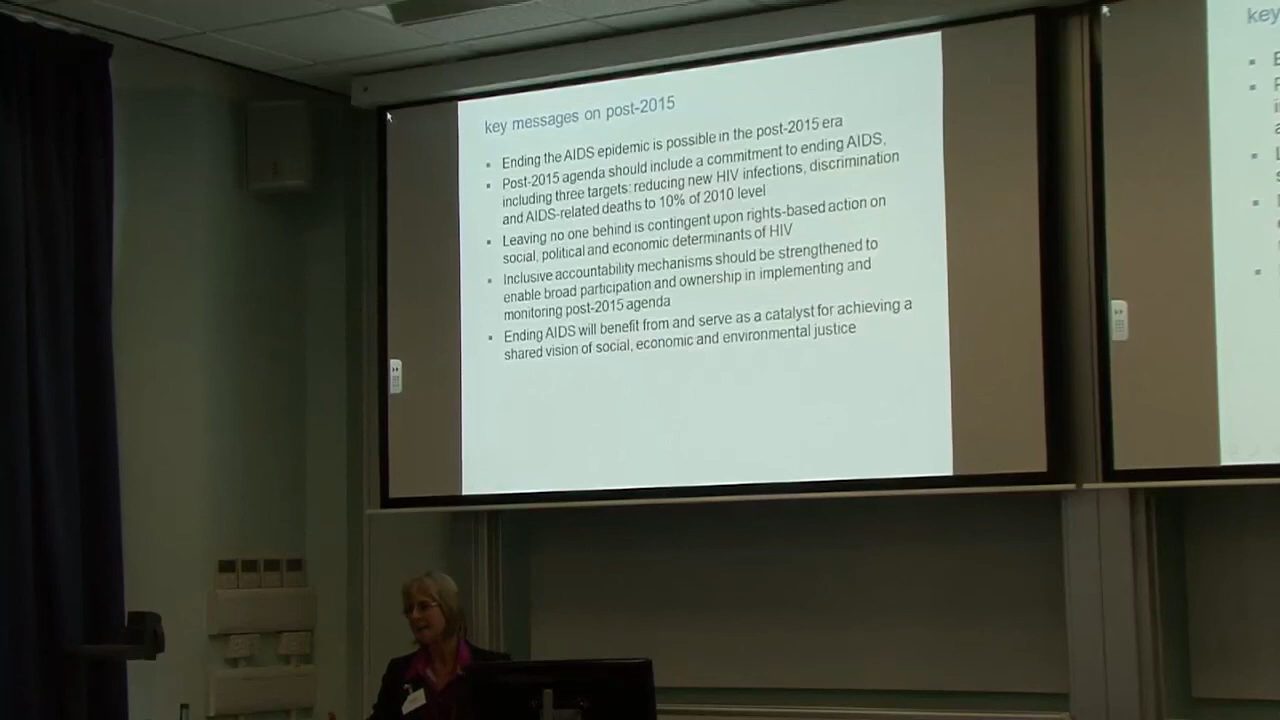 key messages on post-2015
▪ Ending the AIDS epidemic is possible in the post-2015 era
▪ Post-2015 agenda should include a commitment to ending AIDS,
including three targets: reducing new HIV infections, discrimination
and AIDS-related deaths to 10% of 2010 level
▪ Leaving no one behind is contingent upon rights-based action on
social, political and economic determinants of HIV
▪ Inclusive accountability mechanisms should be strengthened to
enable broad participation and ownership in implementing and
monitoring post-2015 agenda
▪ Ending AIDS will benefit from and serve as a catalyst for achieving a
shared vision of social, economic and environmental justice
key